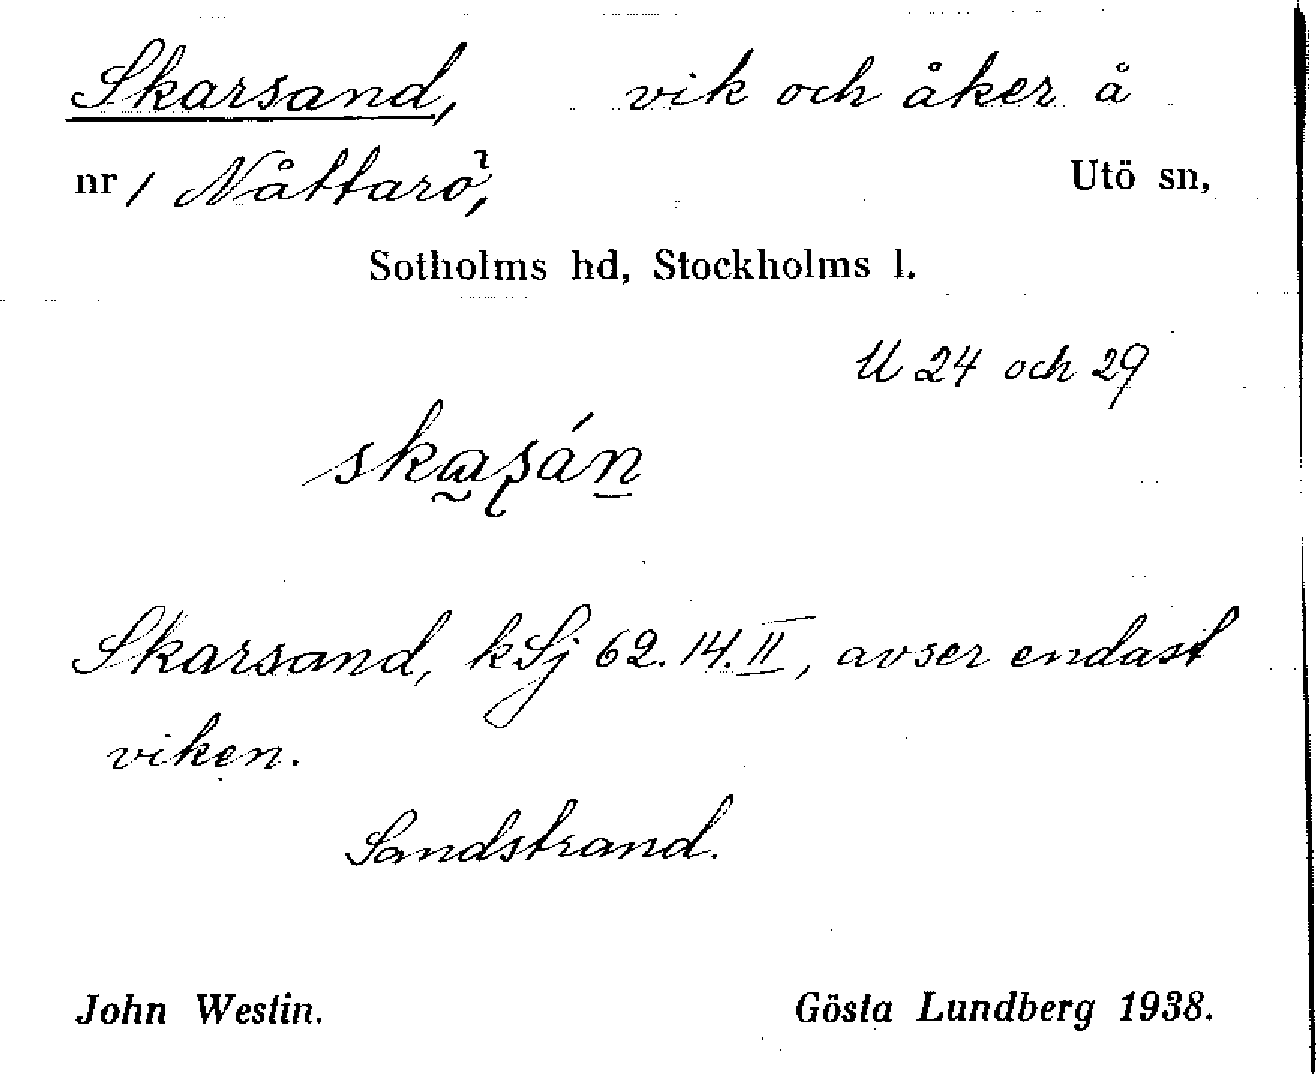 Skarsand, vik och åker å
nr 1 Nåttarö, Utö sn,
Sotholms hd, Stockholms l.
U 24 och 29
skaʂán
Skarsand, kSj 62.14.II, avser endast
viken.
Sandstrand.
John Westin. Gösta Lundberg 1938.